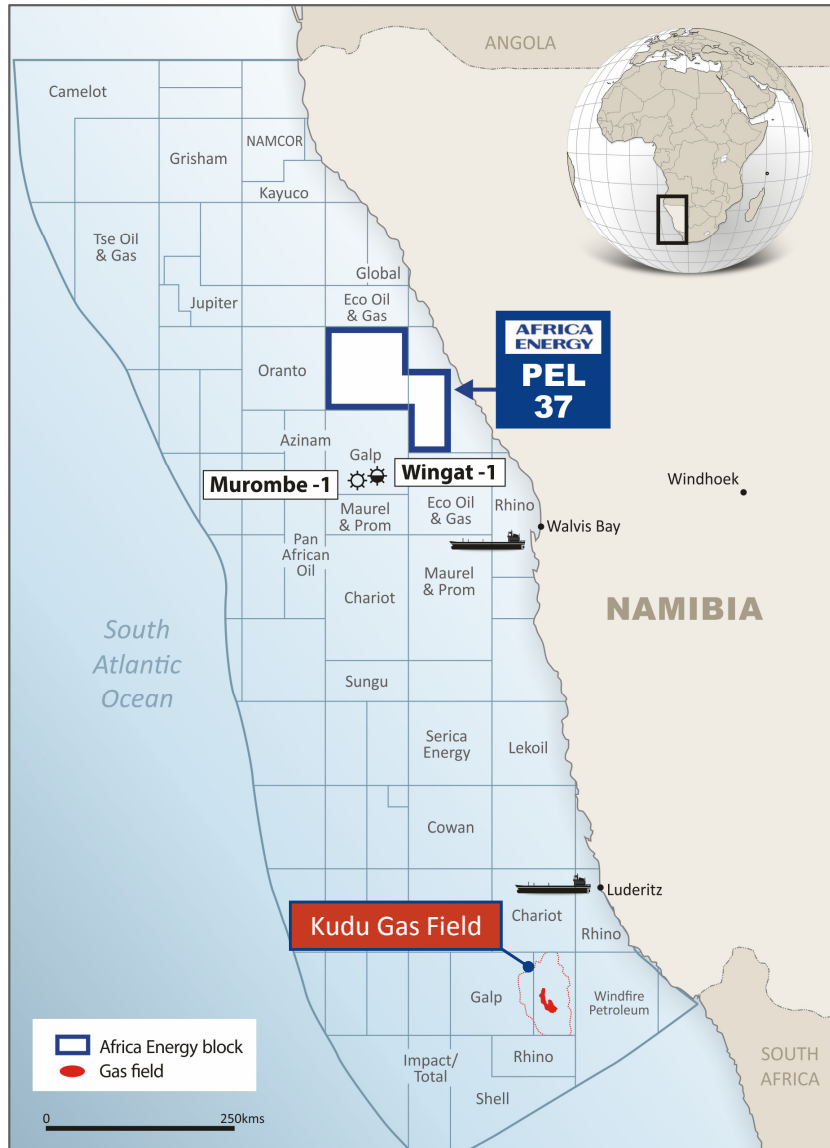 ANGOLA
Camelot
NAMCOR
Grisham
Kayuco
Tse Oil
& Gas
Global
Jupiter
Eco Oil
& Gas
AFRICA
ENERGY
PEL
37
Oranto
Azinam
Galp
Murombe -1
Wingat -1
Windhoek
Maurel
& Prom
Eco Oil
& Gas
Rhino
Walvis Bay
Pan
African
Oil
Maurel
& Prom
Chariot
NAMIBIA
South
Atlantic
Ocean
Sungu
Serica
Energy
Lekoil
Cowan
Luderitz
Chariot
Rhino
Kudu Gas Field
Galp
Windfire
Petroleum
Africa Energy block
Gas field
Impact/
Total
Rhino
Shell
SOUTH
AFRICA
0
250kms